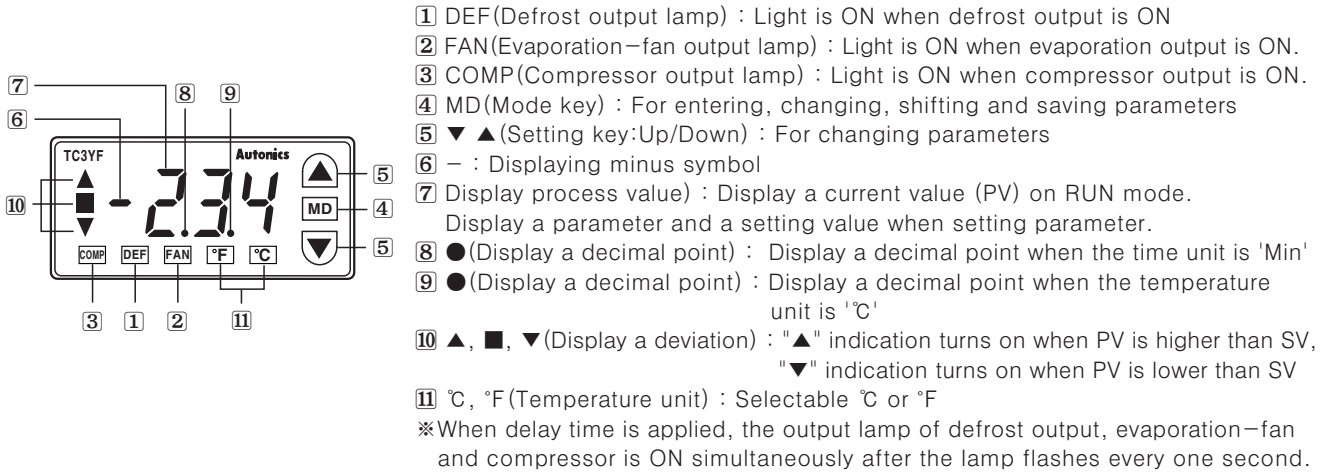 1 DEF(Defrost output lamp) : Light is ON when defrost output is ON
2 FAN(Evaporation-fan output lamp) : Light is ON when evaporation output is ON.
3 COMP(Compressor output lamp) : Light is ON when compressor output is ON.
4 MD(Mode key) : For entering, changing, shifting and saving parameters
5 ▼ ▲(Setting key:Up/Down) : For changing parameters
6 − : Displaying minus symbol
7 Display process value) : Display a current value (PV) on RUN mode.
Display a parameter and a setting value when setting parameter.
8 ●(Display a decimal point) : Display a decimal point when the time unit is 'Min'
9 ●(Display a decimal point) : Display a decimal point when the temperature
unit is '℃'
10 ▲, ■, ▼(Display a deviation) : "▲" indication turns on when PV is higher than SV,
"▼" indication turns on when PV is lower than SV
11 ℃, °F(Temperature unit) : Selectable ℃ or °F
※When delay time is applied, the output lamp of defrost output, evaporation-fan
and compressor is ON simultaneously after the lamp flashes every one second.
7 8 9
6
TC3YF Autonics
▲ 5
10 ■ -2.3.4 MD 4
▼ 5
COMP DEF FAN °F ℃
3 1 2 11